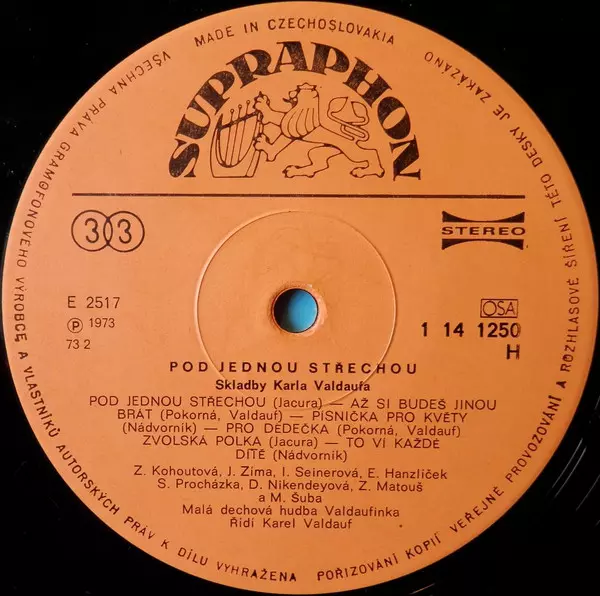 MADE IN CZECHOSLOVAKIA
VŠECHNA PRÁVA GRAMOFONOVÉHO VÝROBCE A VLASTNÍKŮ AUTORSKÝCH PRÁV K DÍLU VYHRAŽENA POŘIZOVÁNÍ KOPIÍ VEŘEJNÉ PROVOZOVÁNÍ A ROZHLASOVÉ ŠÍŘENÍ TÉTO DESKY JE ZAKÁZÁNO
SUPRAPHON
33
STEREO
E 2517
Ⓟ 1973
73 2
OSA
1 14 1250
H
POD JEDNOU STŘECHOU
Skladby Karla Valdaufa
POD JEDNOU STŘECHOU (Jacura) — AŽ SI BUDEŠ JINOU
BRÁT (Pokorná, Valdauf) — PÍSNIČKA PRO KVĚTY
(Nádvorník) — PRO DĚDEČKA (Pokorná, Valdauf)
ZVOLSKÁ POLKA (Jacura) — TO VÍ KAŽDÉ
DÍTĚ (Nádvorník)
Z. Kohoutová, J. Zíma, I. Seinerová, E. Hanzlíček
S. Procházka, D. Nikendeyová, Z. Matouš
a M. Šuba
Malá dechová hudba Valdaufinka
Řídí Karel Valdauf